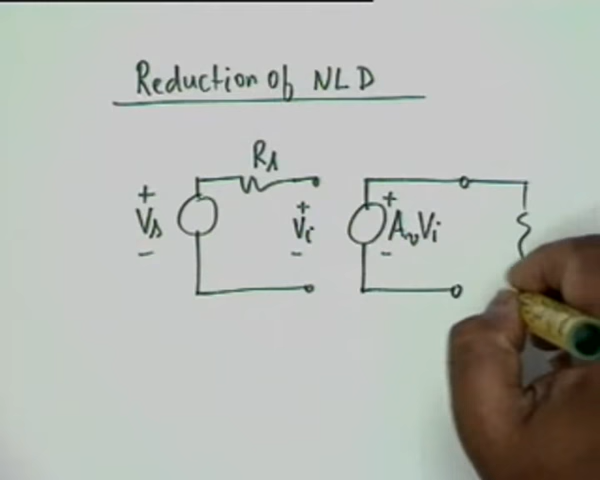 Reduction of NLD
Rs
+ + +
Vs Vi AvVi
- - -